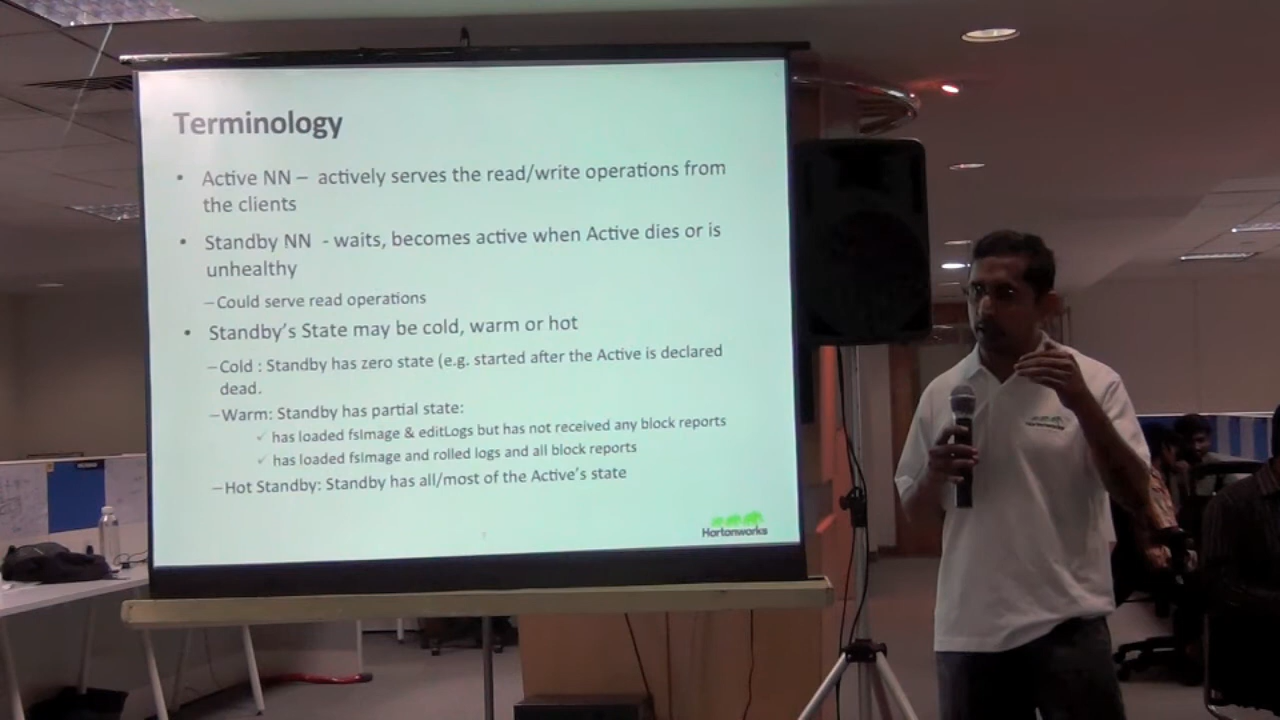 Terminology
• Active NN – actively serves the read/write operations from
the clients
• Standby NN - waits, becomes active when Active dies or is
unhealthy
–Could serve read operations
• Standby's State may be cold, warm or hot
–Cold : Standby has zero state (e.g. started after the Active is declared
dead.
–Warm: Standby has partial state:
✓ has loaded fsImage & editLogs but has not received any block reports
✓ has loaded fsImage and rolled logs and all block reports
–Hot Standby: Standby has all/most of the Active's state
Hortonworks
Hortonworks